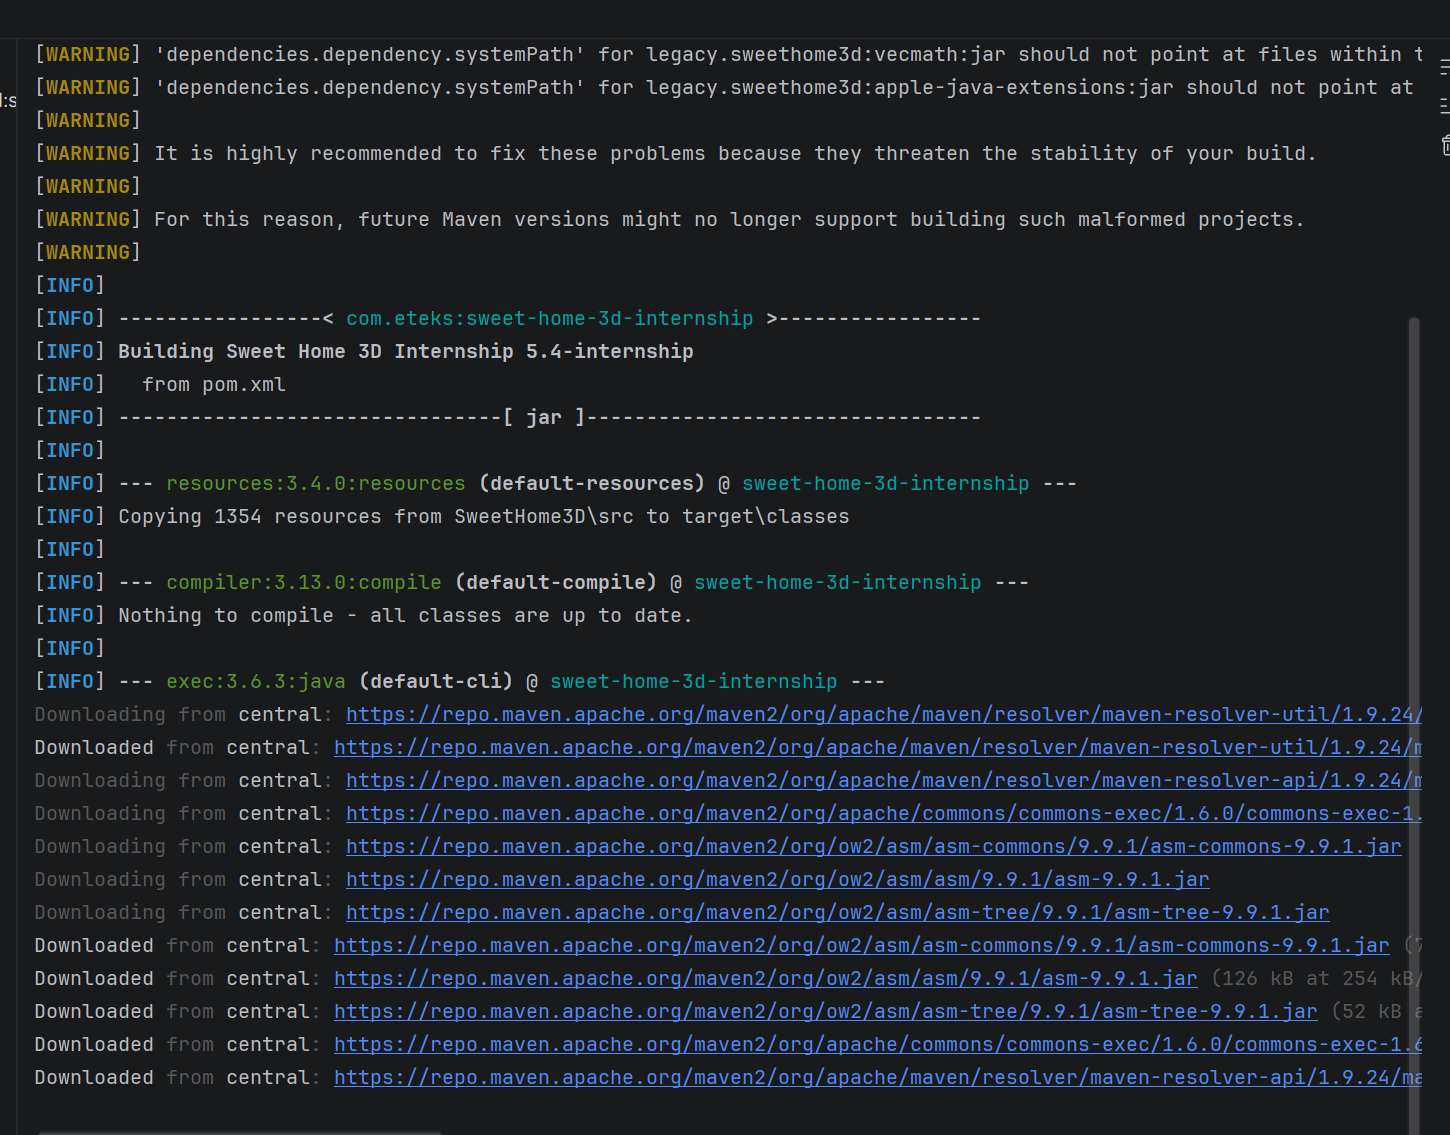 [WARNING] 'dependencies.dependency.systemPath' for legacy.sweethome3d:vecmath:jar should not point at files within
[WARNING] 'dependencies.dependency.systemPath' for legacy.sweethome3d:apple-java-extensions:jar should not point at
[WARNING]
[WARNING] It is highly recommended to fix these problems because they threaten the stability of your build.
[WARNING]
[WARNING] For this reason, future Maven versions might no longer support building such malformed projects.
[WARNING]
[INFO]
[INFO] -----------------< com.eteks:sweet-home-3d-internship >-----------------
[INFO] Building Sweet Home 3D Internship 5.4-internship
[INFO]   from pom.xml
[INFO] --------------------------------[ jar ]---------------------------------
[INFO]
[INFO] --- resources:3.4.0:resources (default-resources) @ sweet-home-3d-internship ---
[INFO] Copying 1354 resources from SweetHome3D\src to target\classes
[INFO]
[INFO] --- compiler:3.13.0:compile (default-compile) @ sweet-home-3d-internship ---
[INFO] Nothing to compile - all classes are up to date.
[INFO]
[INFO] --- exec:3.6.3:java (default-cli) @ sweet-home-3d-internship ---
Downloading from central: https://repo.maven.apache.org/maven2/org/apache/maven/resolver/maven-resolver-util/1.9.24/
Downloaded from central: https://repo.maven.apache.org/maven2/org/apache/maven/resolver/maven-resolver-util/1.9.24/m
Downloading from central: https://repo.maven.apache.org/maven2/org/apache/maven/resolver/maven-resolver-api/1.9.24/m
Downloading from central: https://repo.maven.apache.org/maven2/org/apache/commons/commons-exec/1.6.0/commons-exec-1.
Downloading from central: https://repo.maven.apache.org/maven2/org/ow2/asm/asm-commons/9.9.1/asm-commons-9.9.1.jar
Downloading from central: https://repo.maven.apache.org/maven2/org/ow2/asm/asm/9.9.1/asm-9.9.1.jar
Downloading from central: https://repo.maven.apache.org/maven2/org/ow2/asm/asm-tree/9.9.1/asm-tree-9.9.1.jar
Downloaded from central: https://repo.maven.apache.org/maven2/org/ow2/asm/asm-commons/9.9.1/asm-commons-9.9.1.jar (7
Downloaded from central: https://repo.maven.apache.org/maven2/org/ow2/asm/asm/9.9.1/asm-9.9.1.jar (126 kB at 254 kB/
Downloaded from central: https://repo.maven.apache.org/maven2/org/ow2/asm/asm-tree/9.9.1/asm-tree-9.9.1.jar (52 kB a
Downloaded from central: https://repo.maven.apache.org/maven2/org/apache/commons/commons-exec/1.6.0/commons-exec-1.6
Downloaded from central: https://repo.maven.apache.org/maven2/org/apache/maven/resolver/maven-resolver-api/1.9.24/ma